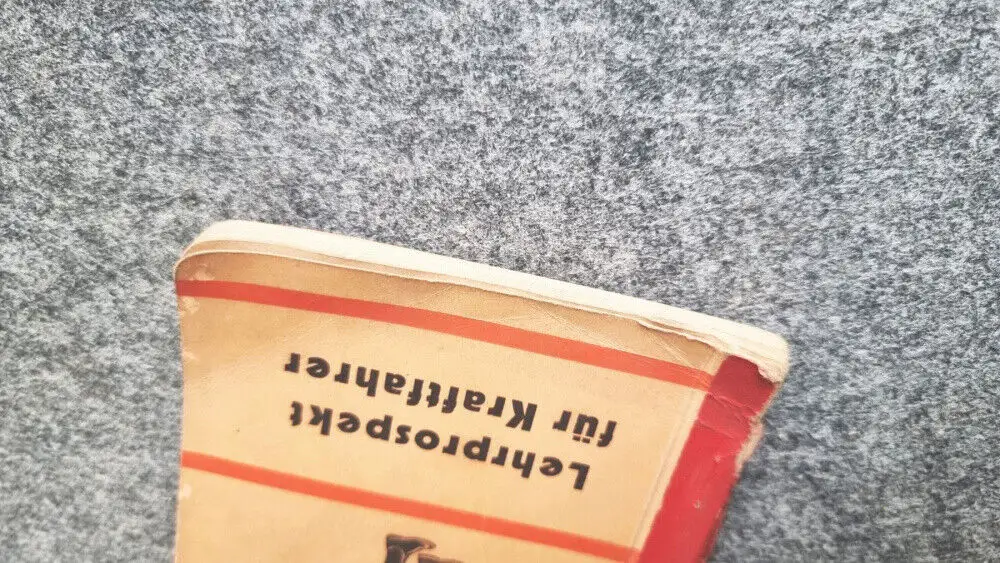 Lehrprospekt
für Kraftfahrer